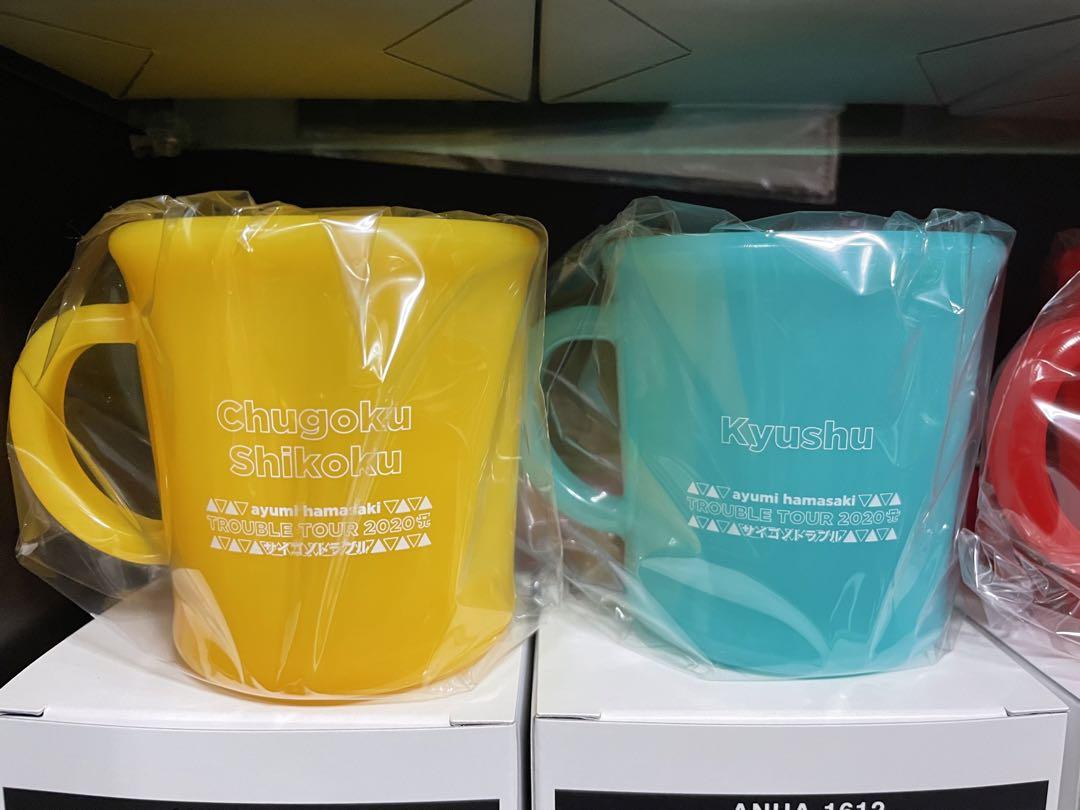 Chugoku
Shikoku
ayumi hamasaki
TROUBLE TOUR 2020 A
サイゴノトラブル
Kyushu
ayumi hamasaki
TROUBLE TOUR 2020 A
サイゴノトラブル